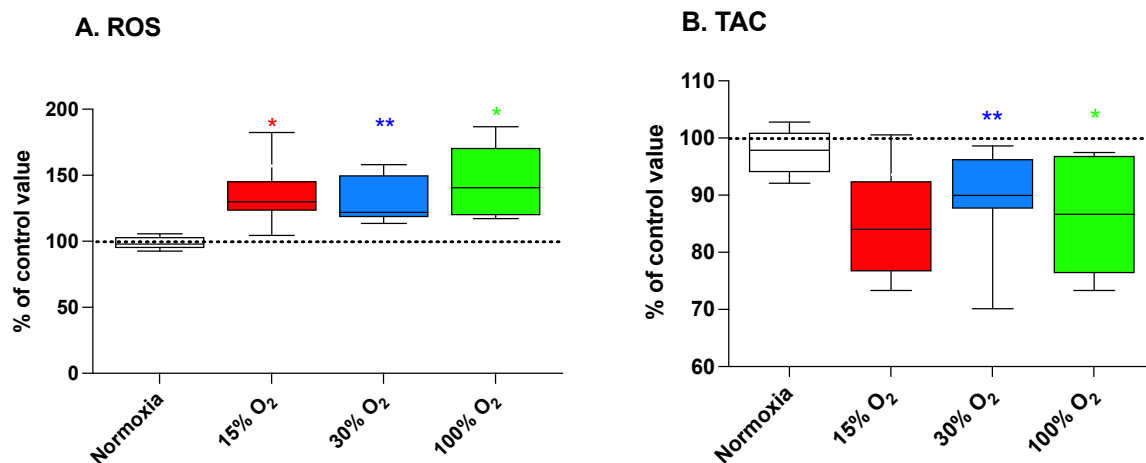 A. ROS
% of control value
200
150
100
50
0
*
**
*
Normoxia
15% O₂
30% O₂
100% O₂
B. TAC
% of control value
110
100
90
80
70
60
**
*
Normoxia
15% O₂
30% O₂
100% O₂